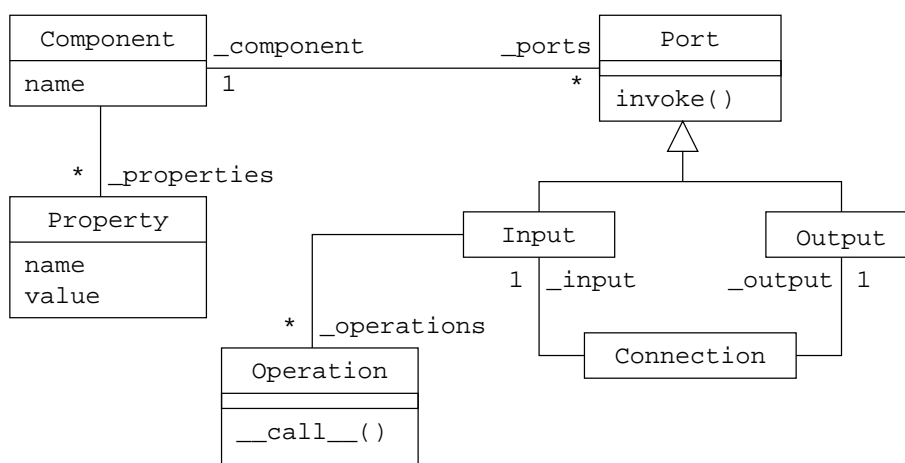 Component
name
_component
1
_ports
*
Port
invoke()
*
_properties
Property
name
value
Input
Output
1
_input
_output
1
*
_operations
Operation
__call__()
Connection